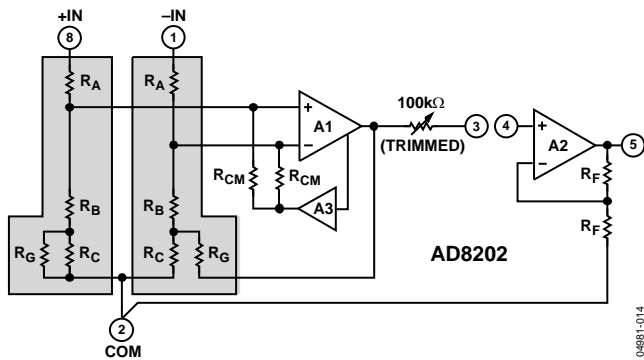 +IN
–IN
8
1
RA
RA
100kΩ
+
A1
–
(TRIMMED)
3
4
+
A2
–
5
RCM
RCM
A3
RF
RB
RB
RG
RC
RC
RG
RF
AD8202
2
COM
04981-014